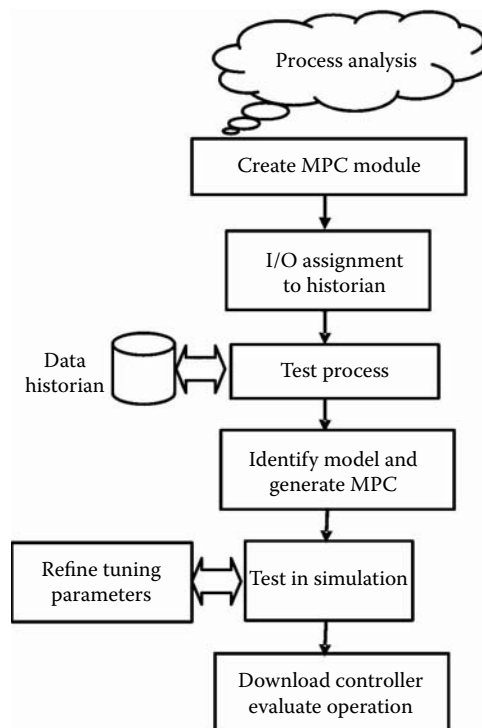 Process analysis
Create MPC module
I/O assignment
to historian
Data
historian
Test process
Identify model and
generate MPC
Refine tuning
parameters
Test in simulation
Download controller
evaluate operation